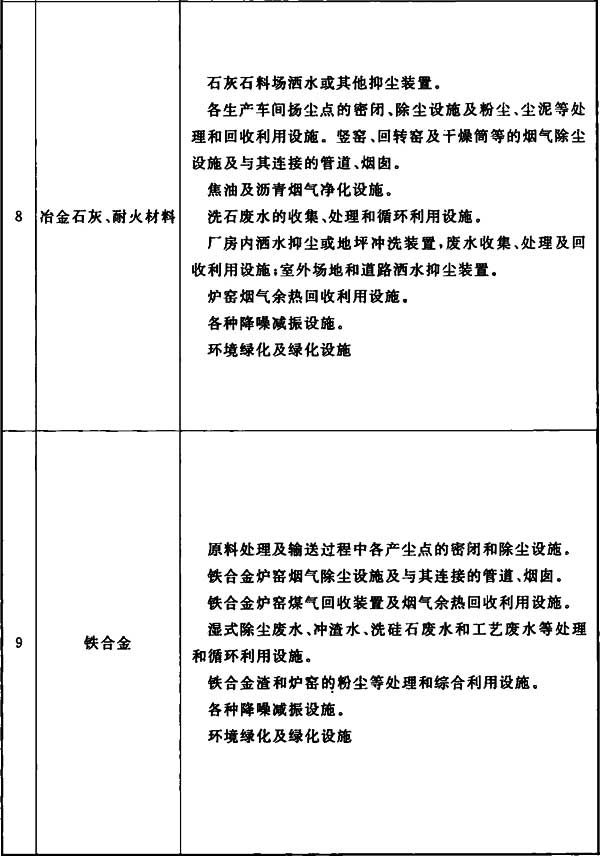 石灰石料场洒水或其他抑尘装置。
各生产车间扬尘点的密闭、除尘设施及粉尘、尘泥等处
理和回收利用设施。竖窑、回转窑及干燥筒等的烟气除尘
设施及与其连接的管道、烟囱。
焦油及沥青烟气净化设施。
8
冶金石灰、耐火材料
洗石废水的收集、处理和循环利用设施。
厂房内洒水抑尘或地坪冲洗装置,废水收集、处理及回
收利用设施;室外场地和道路洒水抑尘装置。
炉窑烟气余热回收利用设施。
各种降噪减振设施。
环境绿化及绿化设施
原料处理及输送过程中各产尘点的密闭和除尘设施。
铁合金炉窑烟气除尘设施及与其连接的管道、烟囱。
铁合金炉窑煤气回收装置及烟气余热回收利用设施。
湿式除尘废水、冲渣水、洗硅石废水和工艺废水等处理
9
铁合金
和循环利用设施。
铁合金渣和炉窑的粉尘等处理和综合利用设施。
各种降噪减振设施。
环境绿化及绿化设施